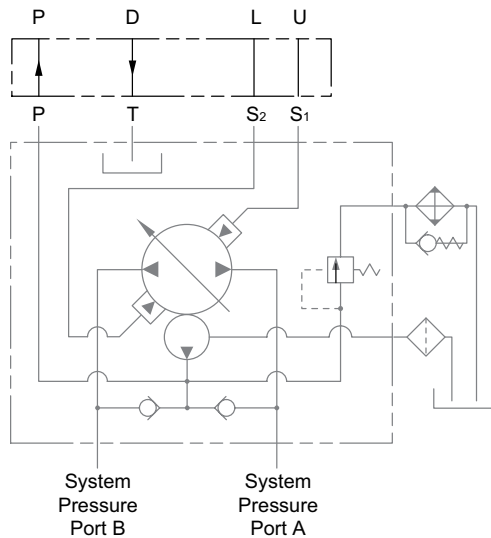 P D L U
P T S2 S1
System
Pressure
Port B
System
Pressure
Port A